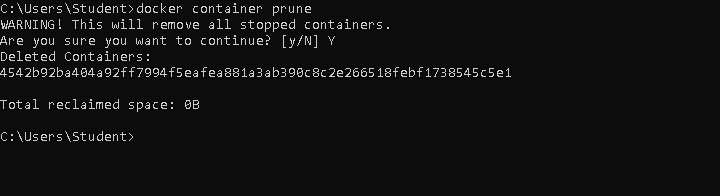 C:\Users\Student>docker container prune
WARNING! This will remove all stopped containers.
Are you sure you want to continue? [y/N] Y
Deleted Containers:
4542b92ba404a92ff7994f5eafea881a3ab390c8c2e266518febf1738545c5e1
Total reclaimed space: 0B
C:\Users\Student>